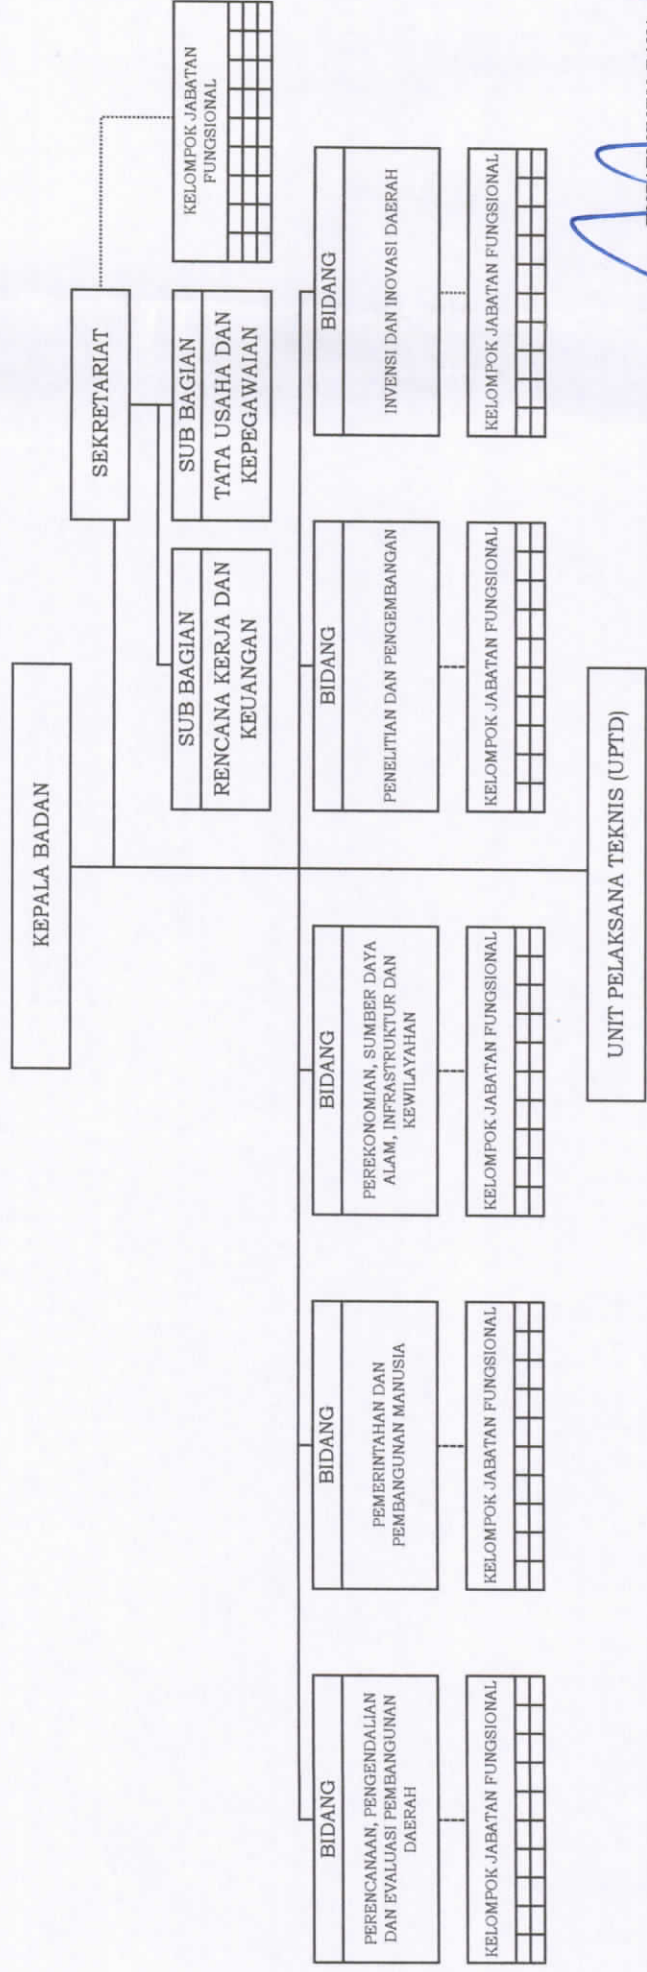 KEPALA BADAN
SEKRETARIAT
SUB BAGIAN
RENCANA KERJA DAN
KEUANGAN
SUB BAGIAN
TATA USAHA DAN
KEPEGAWAIAN
KELOMPOK JABATAN
FUNGSIONAL
BIDANG
PERENCANAAN, PENGENDALIAN
DAN EVALUASI PEMBANGUNAN
DAERAH
KELOMPOK JABATAN FUNGSIONAL
BIDANG
PEMERINTAHAN DAN
PEMBANGUNAN MANUSIA
KELOMPOK JABATAN FUNGSIONAL
BIDANG
PEREKONOMIAN, SUMBER DAYA
ALAM, INFRASTRUKTUR DAN
KEWILAYAHAN
KELOMPOK JABATAN FUNGSIONAL
BIDANG
PENELITIAN DAN PENGEMBANGAN
KELOMPOK JABATAN FUNGSIONAL
BIDANG
INVENSI DAN INOVASI DAERAH
KELOMPOK JABATAN FUNGSIONAL
UNIT PELAKSANA TEKNIS (UPTD)